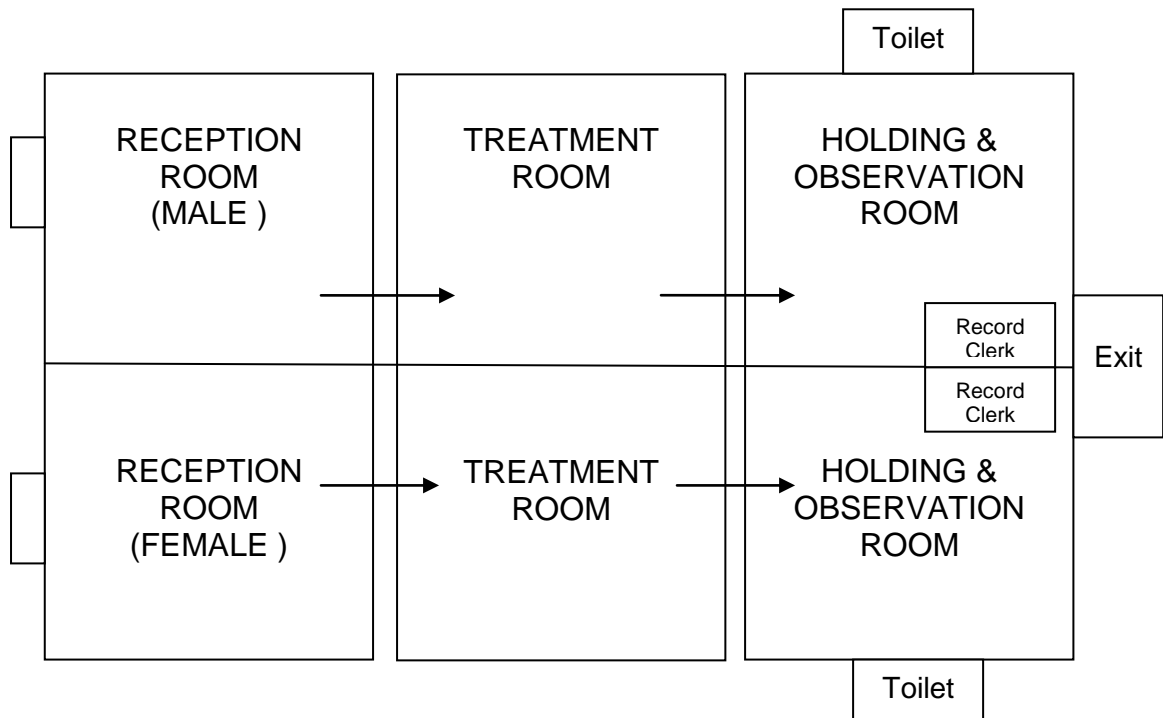 Toilet
RECEPTION
ROOM
(MALE )
TREATMENT
ROOM
HOLDING &
OBSERVATION
ROOM
Record
Clerk
Exit
Record
Clerk
RECEPTION
ROOM
(FEMALE )
TREATMENT
ROOM
HOLDING &
OBSERVATION
ROOM
Toilet